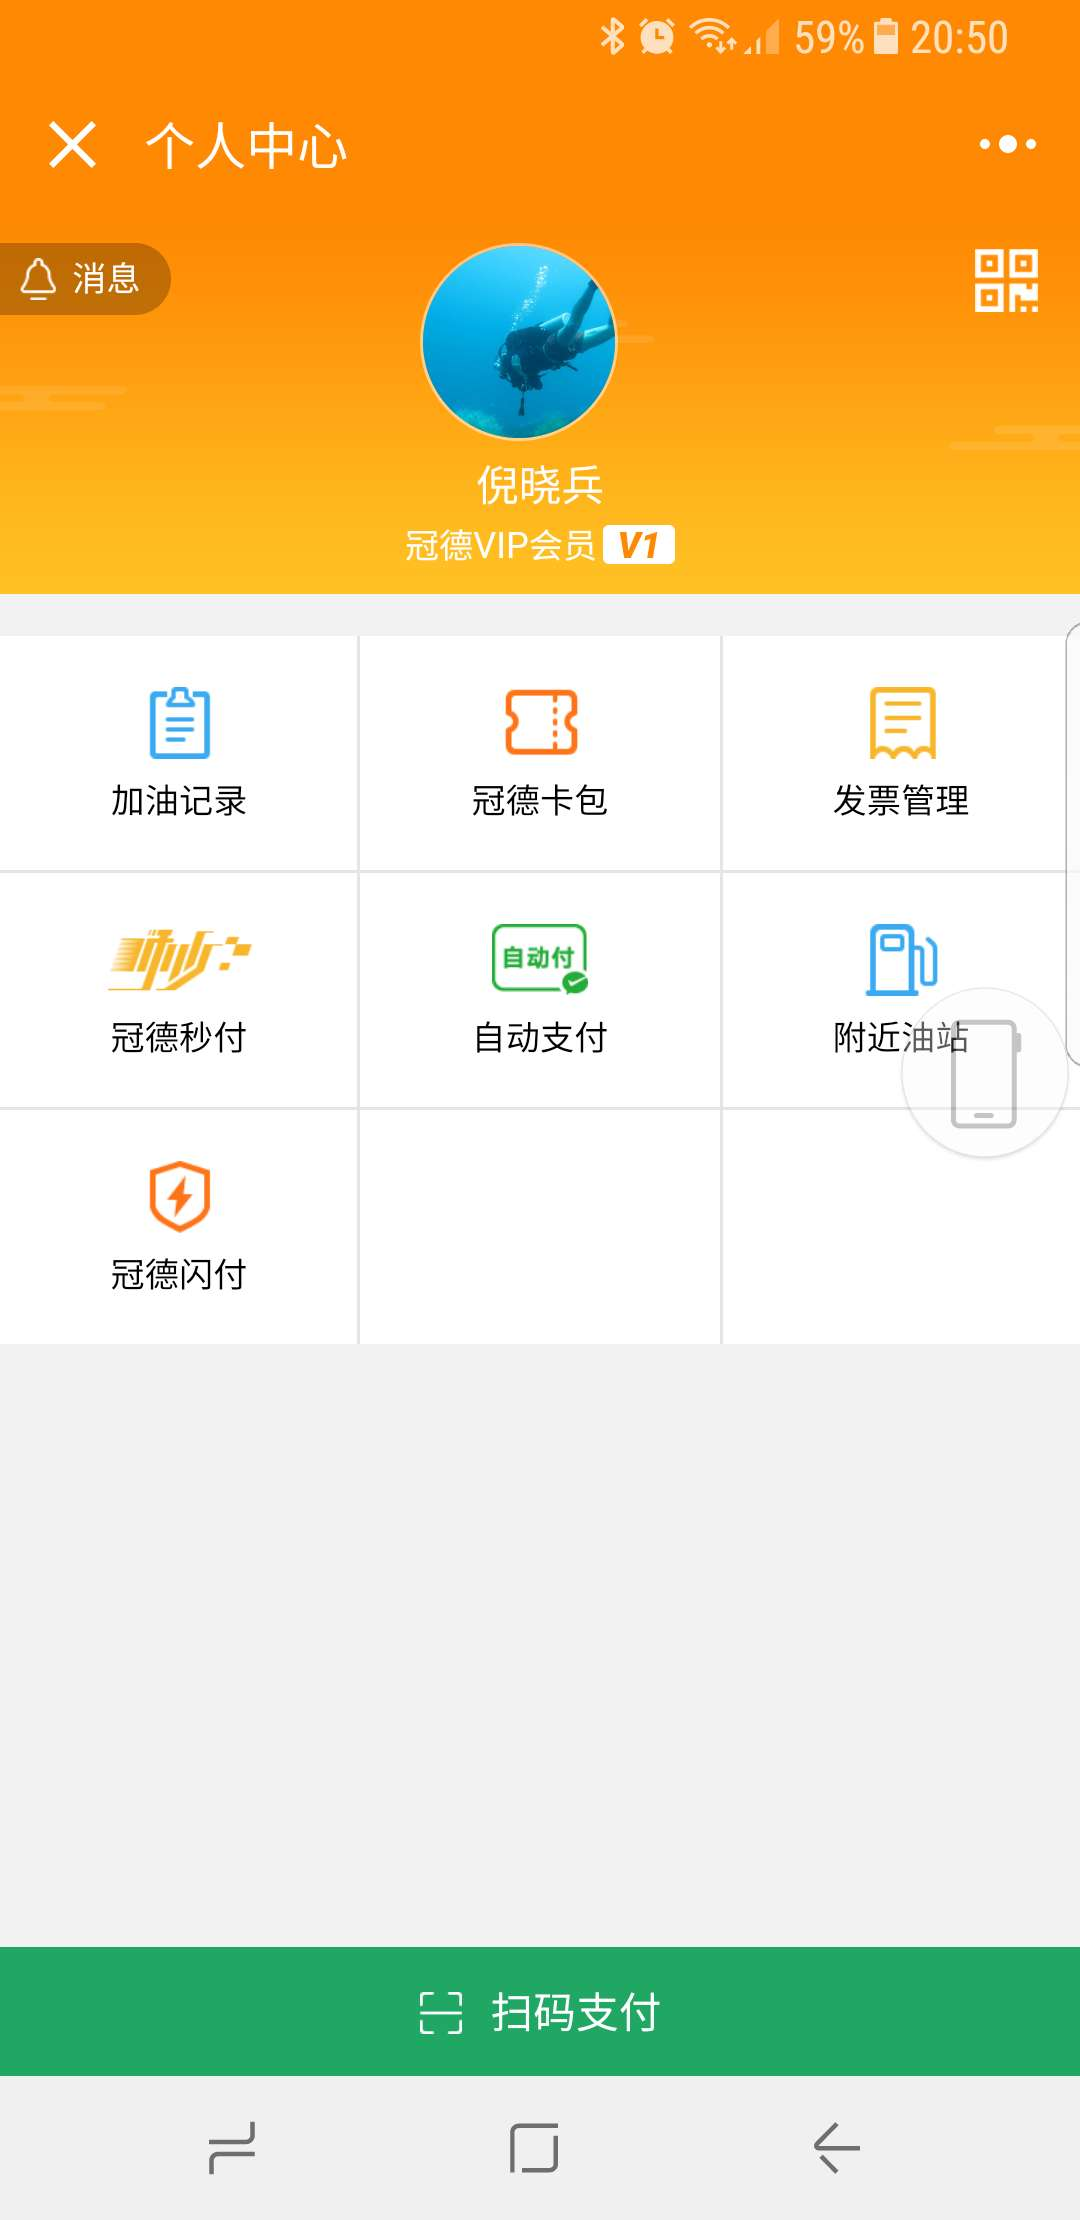 59% 20:50
个人中心
消息
倪晓兵
冠德VIP会员 V1
加油记录
冠德卡包
发票管理
秒
自动付
冠德秒付
自动支付
附近油站
冠德闪付
扫码支付